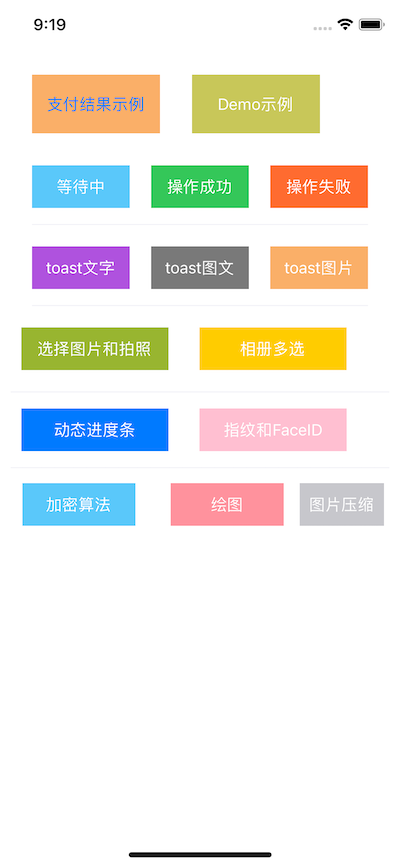 9:19
支付结果示例
Demo示例
等待中
操作成功
操作失败
toast文字
toast图文
toast图片
选择图片和拍照
相册多选
动态进度条
指纹和FaceID
加密算法
绘图
图片压缩